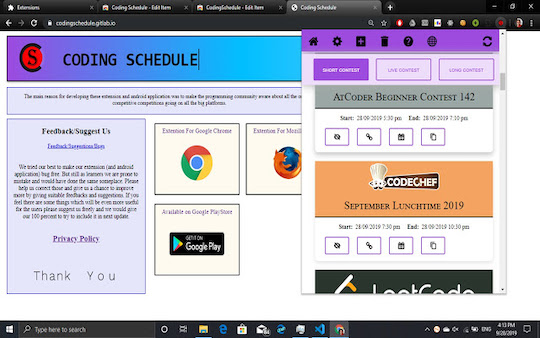 Extensions
Coding Schedule - Edit Item
CodingSchedule - Edit Item
Coding Schedule
codingschedule.gitlab.io
CODING SCHEDULE
The main reason for developing these extension and android application was to make the programming community aware about all the
competitive competitions going on all the big platforms.
Feedback/Suggest Us
Feedback/Suggestions/Bugs
We tried our best to make our extension (and android
application) bug free. But still as learners we are prone to
mistake and would have done the same someplace. Please
help us correct those and give us a chance to improve
more by giving suitable feedbacks and suggestions. If you
feel there are some things which will be even more useful
for the users please suggest us freely and we would give
our 100 percent to try to include it in next update.
Privacy Policy
Thank You
Extention For Google Chrome
Extention For Mozill
Available on Google PlayStore
GET IT ON
Google Play
SHORT CONTEST
LIVE CONTEST
LONG CONTEST
AtCoder Beginner Contest 142
Start: 28/09/2019 5:30 pm End: 28/09/2019 7:10 pm
CODECHEF
September Lunchtime 2019
Start: 28/09/2019 7:30 pm End: 28/09/2019 10:30 pm
LeetCode
Type here to search
ENG
4:13 PM
9/20/2019